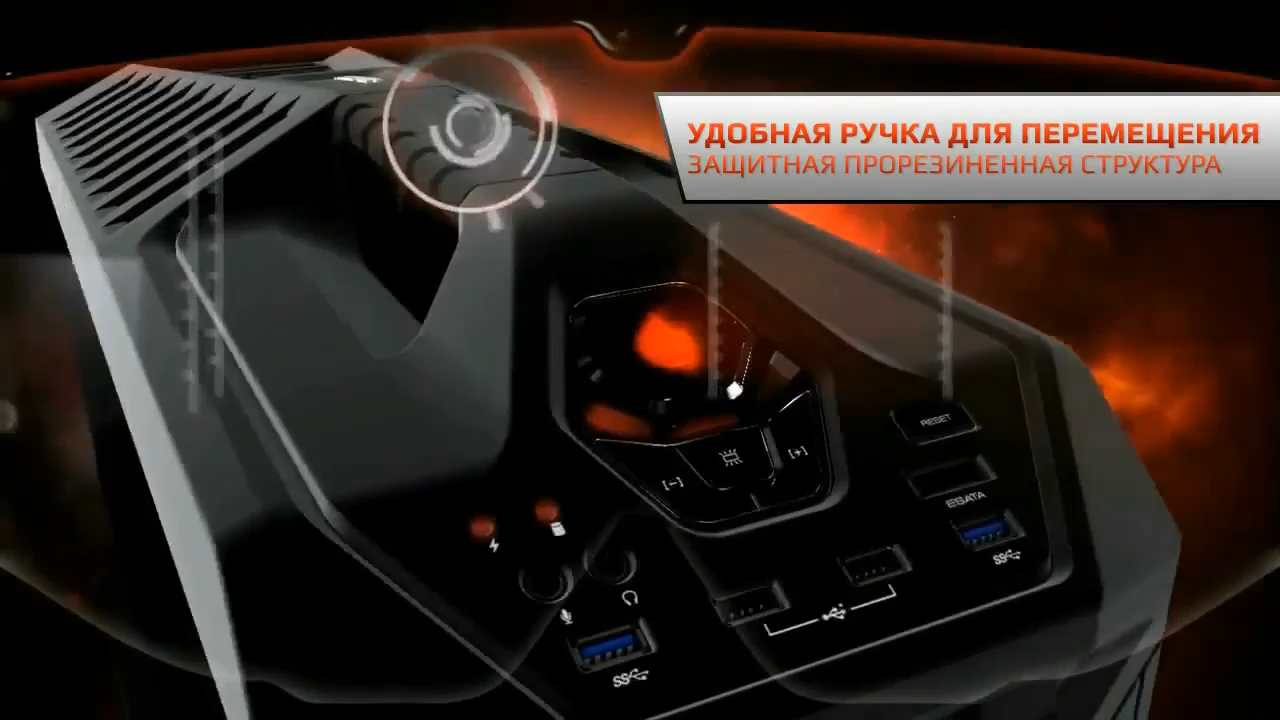 УДОБНАЯ РУЧКА ДЛЯ ПЕРЕМЕЩЕНИЯ
ЗАЩИТНАЯ ПРОРЕЗИНЕННАЯ СТРУКТУРА
RESET
[-]
[+]
ESATA
SS
SS